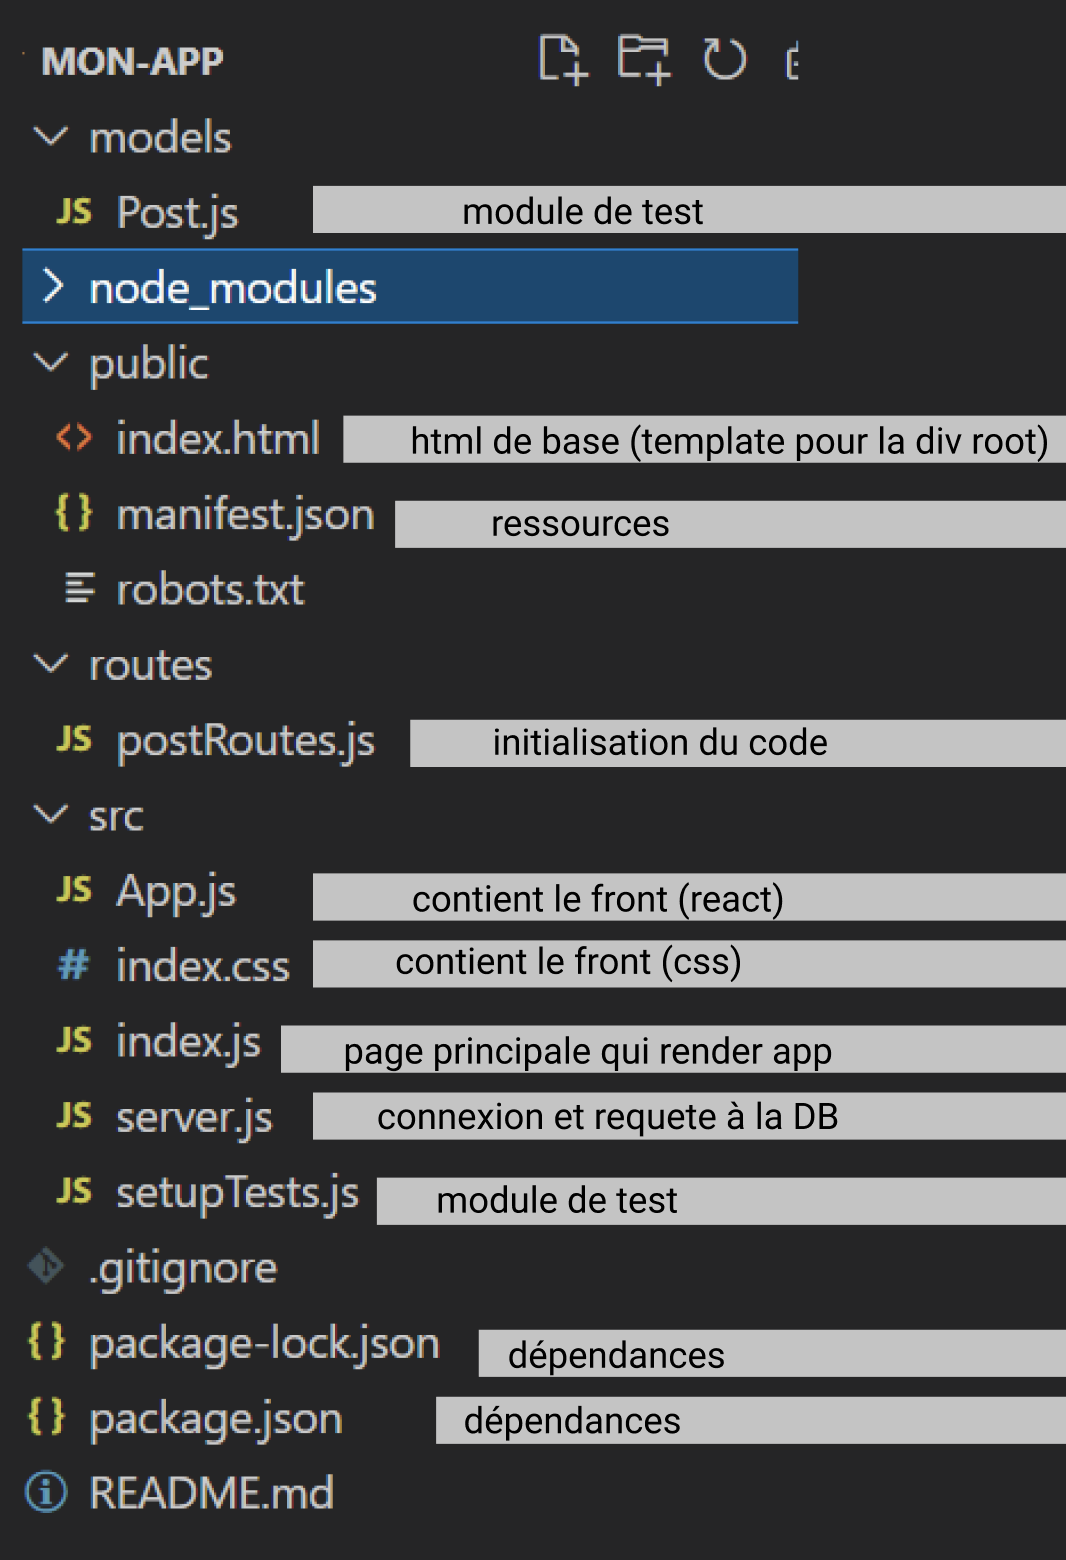 MON-APP
models
JS Post.js module de test
node_modules
public
<> index.html html de base (template pour la div root)
{} manifest.json ressources
robots.txt
routes
JS postRoutes.js initialisation du code
src
JS App.js contient le front (react)
# index.css contient le front (css)
JS index.js page principale qui render app
JS server.js connexion et requete à la DB
JS setupTests.js module de test
.gitignore
{} package-lock.json dépendances
{} package.json dépendances
README.md